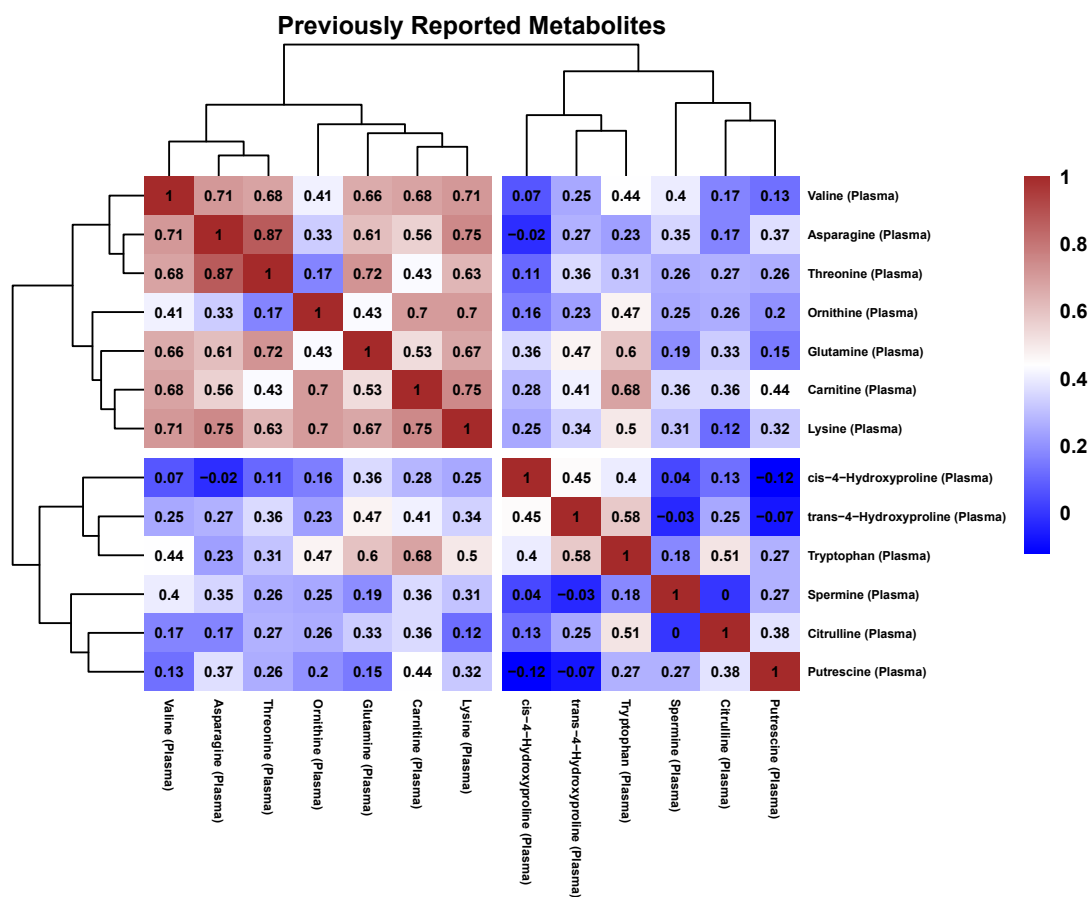 Previously Reported Metabolites
1 0.71 0.68 0.41 0.66 0.68 0.71 0.07 0.25 0.44 0.4 0.17 0.13 Valine (Plasma)
0.71 1 0.87 0.33 0.61 0.56 0.75 −0.02 0.27 0.23 0.35 0.17 0.37 Asparagine (Plasma)
0.68 0.87 1 0.17 0.72 0.43 0.63 0.11 0.36 0.31 0.26 0.27 0.26 Threonine (Plasma)
0.41 0.33 0.17 1 0.43 0.7 0.7 0.16 0.23 0.47 0.25 0.26 0.2 Ornithine (Plasma)
0.66 0.61 0.72 0.43 1 0.53 0.67 0.36 0.47 0.6 0.19 0.33 0.15 Glutamine (Plasma)
0.68 0.56 0.43 0.7 0.53 1 0.75 0.28 0.41 0.68 0.36 0.36 0.44 Carnitine (Plasma)
0.71 0.75 0.63 0.7 0.67 0.75 1 0.25 0.34 0.5 0.31 0.12 0.32 Lysine (Plasma)
0.07 −0.02 0.11 0.16 0.36 0.28 0.25 1 0.45 0.4 0.04 0.13 −0.12 cis−4−Hydroxyproline (Plasma)
0.25 0.27 0.36 0.23 0.47 0.41 0.34 0.45 1 0.58 −0.03 0.25 −0.07 trans−4−Hydroxyproline (Plasma)
0.44 0.23 0.31 0.47 0.6 0.68 0.5 0.4 0.58 1 0.18 0.51 0.27 Tryptophan (Plasma)
0.4 0.35 0.26 0.25 0.19 0.36 0.31 0.04 −0.03 0.18 1 0 0.27 Spermine (Plasma)
0.17 0.17 0.27 0.26 0.33 0.36 0.12 0.13 0.25 0.51 0 1 0.38 Citrulline (Plasma)
0.13 0.37 0.26 0.2 0.15 0.44 0.32 −0.12 −0.07 0.27 0.27 0.38 1 Putrescine (Plasma)
Valine (Plasma)
Asparagine (Plasma)
Threonine (Plasma)
Ornithine (Plasma)
Glutamine (Plasma)
Carnitine (Plasma)
Lysine (Plasma)
cis−4−Hydroxyproline (Plasma)
trans−4−Hydroxyproline (Plasma)
Tryptophan (Plasma)
Spermine (Plasma)
Citrulline (Plasma)
Putrescine (Plasma)
1
0.8
0.6
0.4
0.2
0